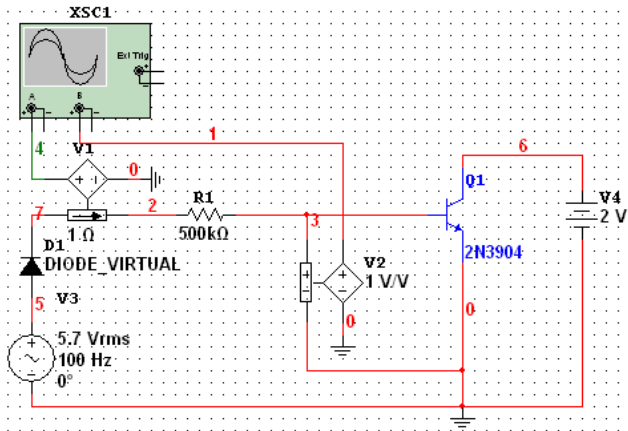 XSC1
Ext Trig
+
-
A
B
+
-
+
-
1
6
4
V1
0
+
-
Q1
V4
2 V
7
2
R1
3
1 Ω
500kΩ
D1
DIODE_VIRTUAL
2N3904
V2
1 V/V
+
-
+
-
5
V3
0
0
5.7 Vrms
100 Hz
0°
+
-